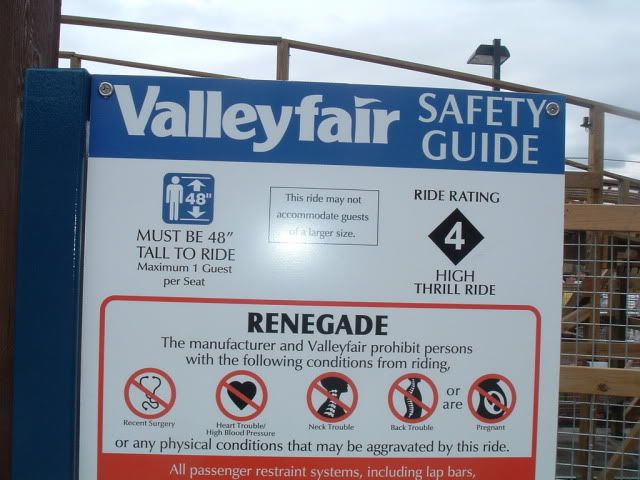 Valleyfair SAFETY
GUIDE
48"
MUST BE 48"
TALL TO RIDE
Maximum 1 Guest
per Seat
This ride may not
accommodate guests
of a larger size.
RIDE RATING
4
HIGH
THRILL RIDE
RENEGADE
The manufacturer and Valleyfair prohibit persons
with the following conditions from riding,
Recent Surgery
Heart Trouble/
High Blood Pressure
Neck Trouble
Back Trouble
or
are
Pregnant
or any physical conditions that may be aggravated by this ride.
All passenger restraint systems, including lap bars,